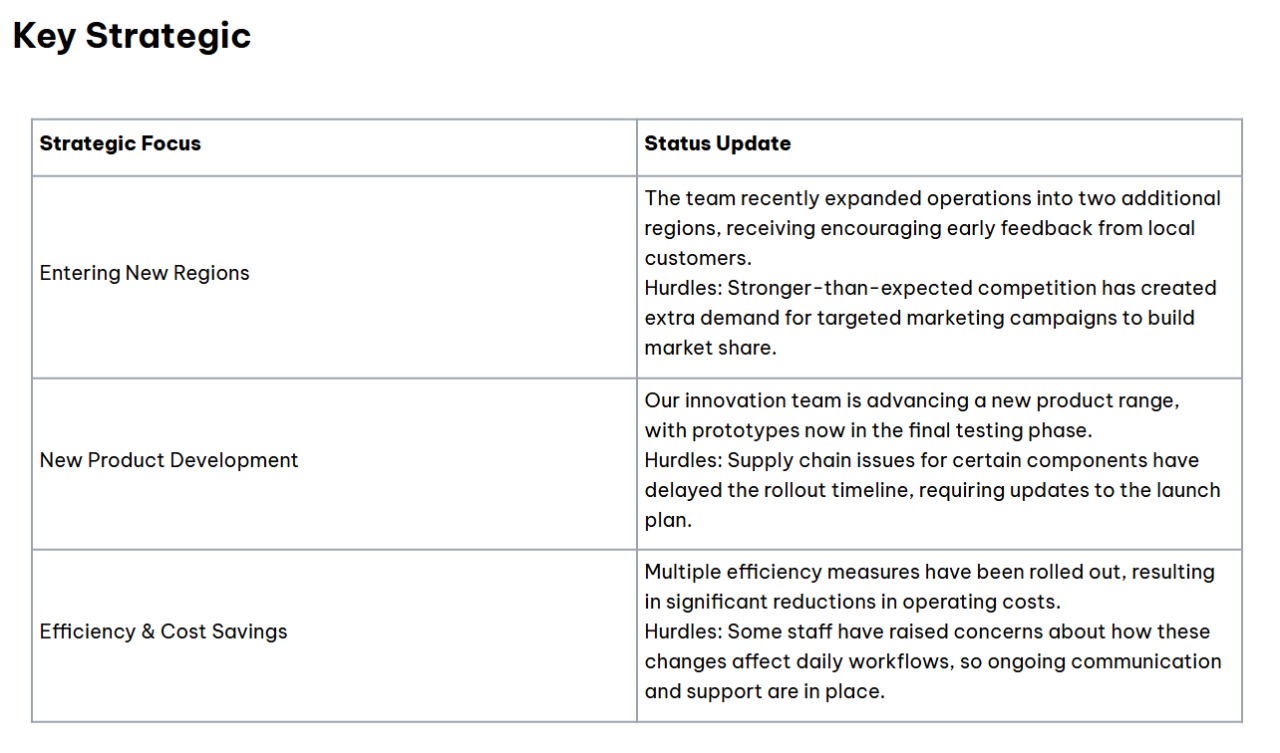 Key Strategic
Strategic Focus
Status Update
Entering New Regions
The team recently expanded operations into two additional
regions, receiving encouraging early feedback from local
customers.
Hurdles: Stronger-than-expected competition has created
extra demand for targeted marketing campaigns to build
market share.
New Product Development
Our innovation team is advancing a new product range,
with prototypes now in the final testing phase.
Hurdles: Supply chain issues for certain components have
delayed the rollout timeline, requiring updates to the launch
plan.
Efficiency & Cost Savings
Multiple efficiency measures have been rolled out, resulting
in significant reductions in operating costs.
Hurdles: Some staff have raised concerns about how these
changes affect daily workflows, so ongoing communication
and support are in place.